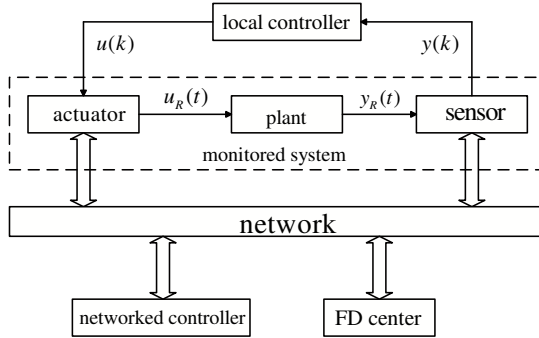 local controller
u(k)
y(k)
actuator
u_R(t)
plant
y_R(t)
sensor
monitored system
network
networked controller
FD center